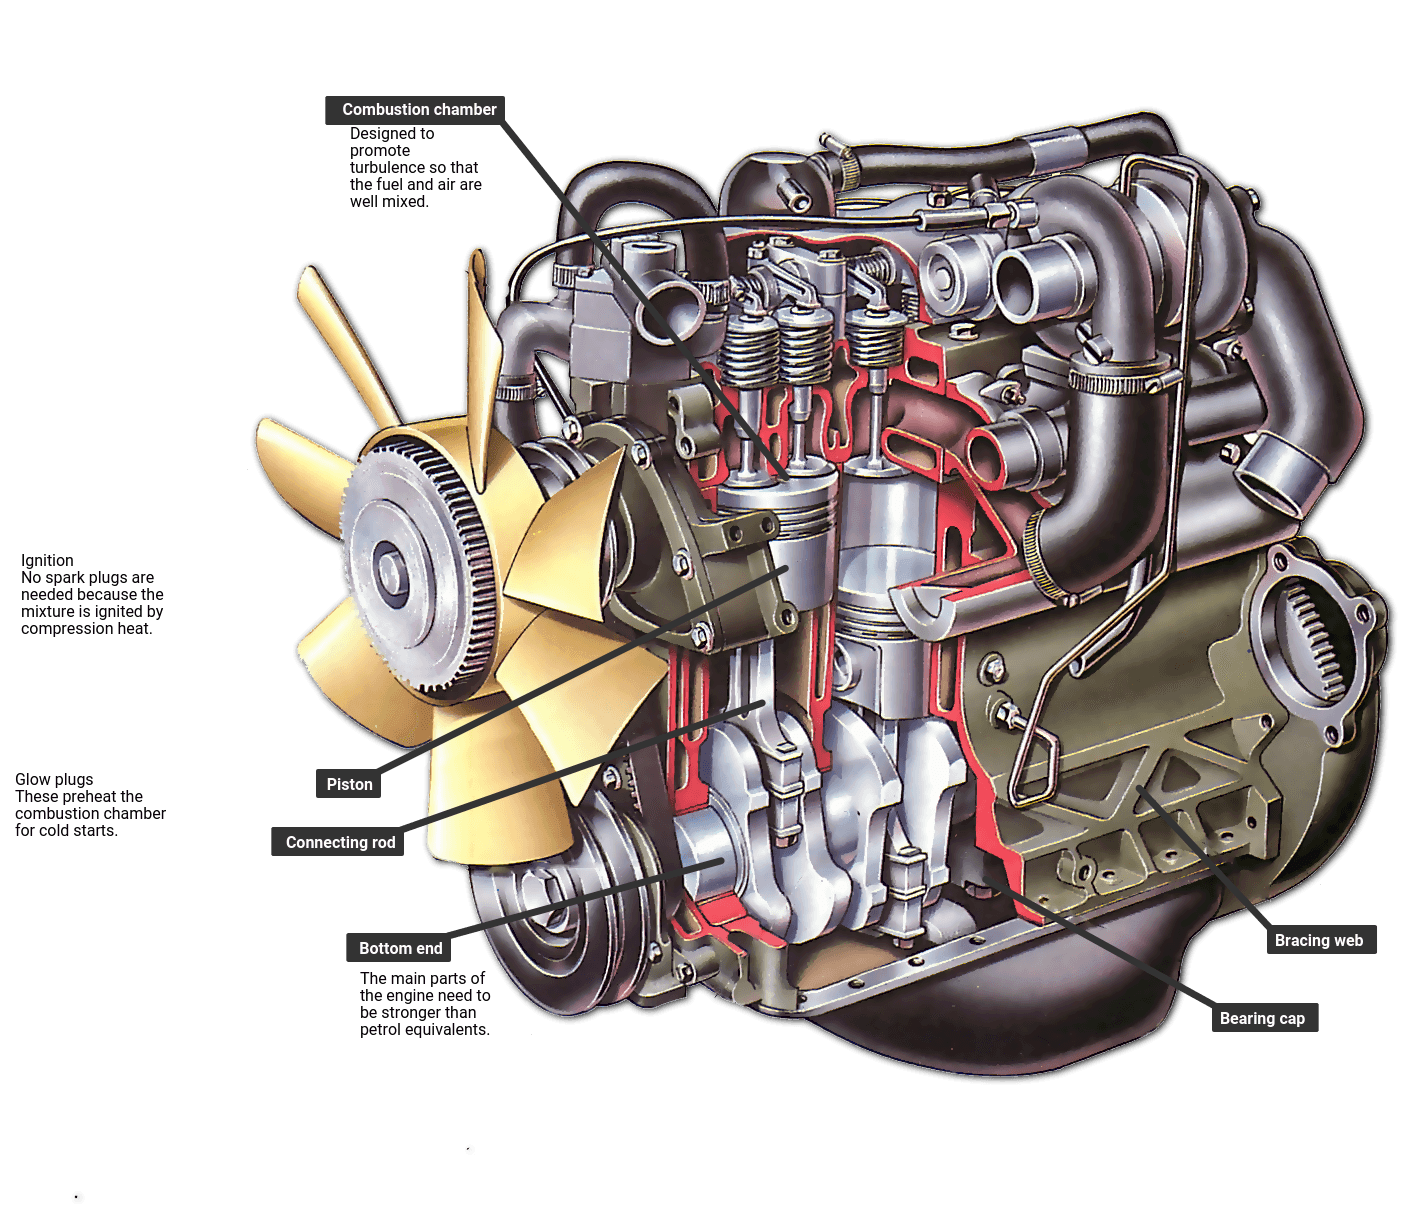 Combustion chamber
Designed to
promote
turbulence so that
the fuel and air are
well mixed.
Ignition
No spark plugs are
needed because the
mixture is ignited by
compression heat.
Glow plugs
These preheat the
combustion chamber
for cold starts.
Piston
Connecting rod
Bottom end
The main parts of
the engine need to
be stronger than
petrol equivalents.
Bracing web
Bearing cap